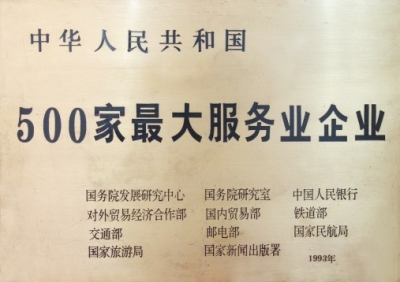 中华人民共和国
500家最大服务业企业
国务院发展研究中心 国务院研究室 中国人民银行
对外贸易经济合作部 国内贸易部 铁道部
交通部 邮电部 国家民航局
国家旅游局 国家新闻出版署 1993年